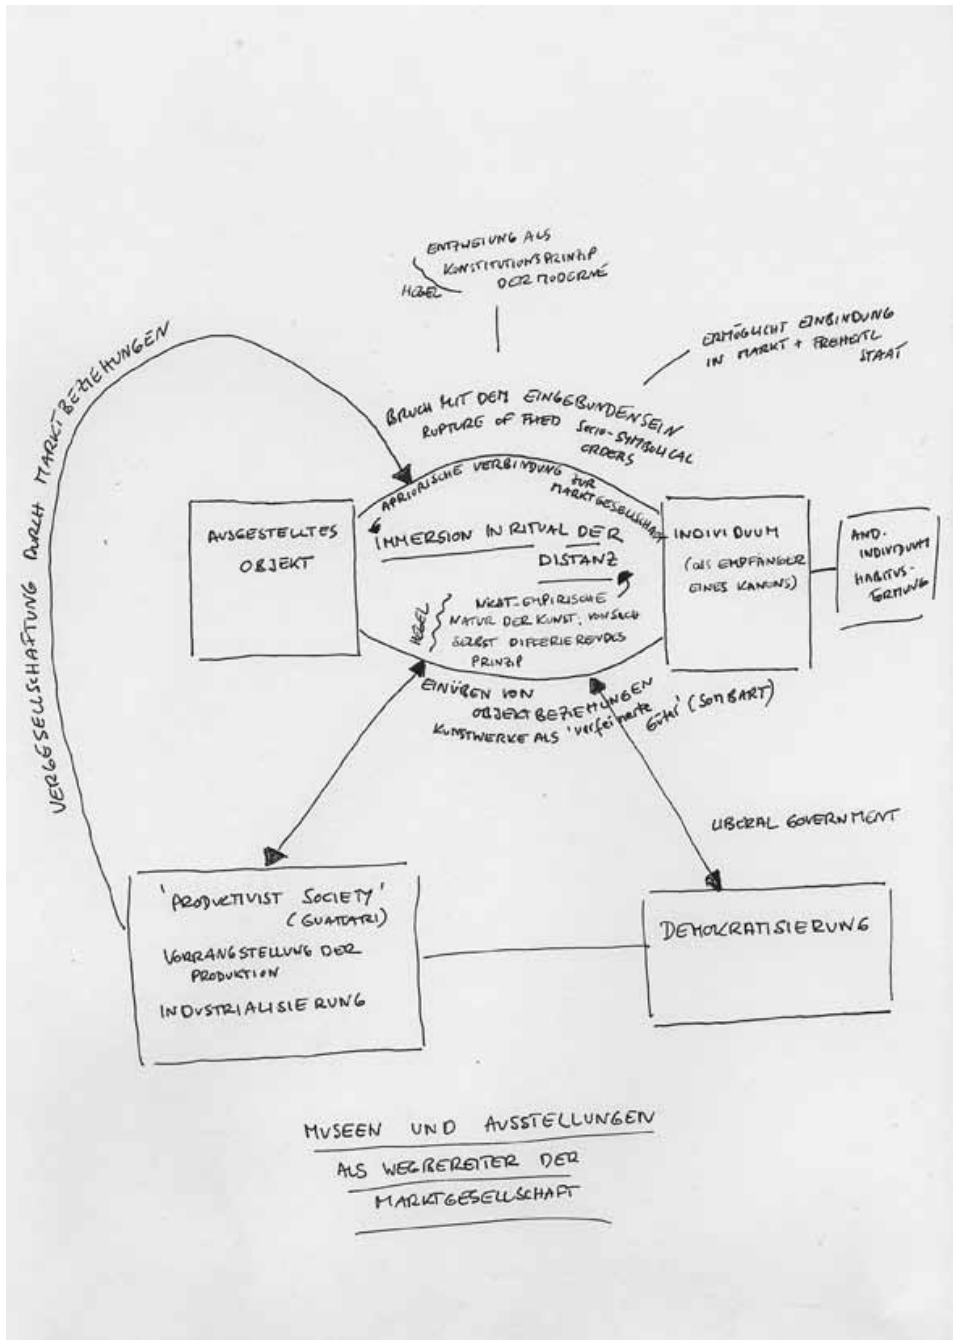 ENTZWEIUNG ALS
KONSTITUTIONSPRINZIP
DER MODERNE
HEGEL
ERMÖGLICHT EINBINDUNG
IN MARKT + FREIHEITL
STAAT
VERGESELLSCHAFTUNG DURCH MARKTBEZIEHUNGEN
BRUCH MIT DEM EINGEBUNDENSEIN
RUPTURE OF FIXED SOCIO-SYMBOLICAL
ORDERS
APRIORISCHE VERBINDUNG ZUR
MARKTGESELLSCHAFT
AUSGESTELLTES
OBJEKT
IMMERSION IN RITUAL DER
DISTANZ
INDIVIDUUM
(als EMPFÄNGER
EINES KANONS)
AND.
INDIVIDUUM
HABITUS-
FORMUNG
HEGEL
NICHT-EMPIRISCHE
NATUR DER KUNST; VON SICH
SELBST DIFFERIERENDES
PRINZIP
EINÜBEN VON
OBJEKTBEZIEHUNGEN
KUNSTWERKE ALS 'verfeinerte
Güter' (SOMBART)
LIBERAL GOVERNMENT
'PRODUCTIVIST SOCIETY'
(GUATTARI)
VORRANGSTELLUNG DER
PRODUKTION
INDUSTRIALISIERUNG
DEMOKRATISIERUNG
MUSEEN UND AUSSTELLUNGEN
ALS WEGBEREITER DER
MARKTGESELLSCHAFT